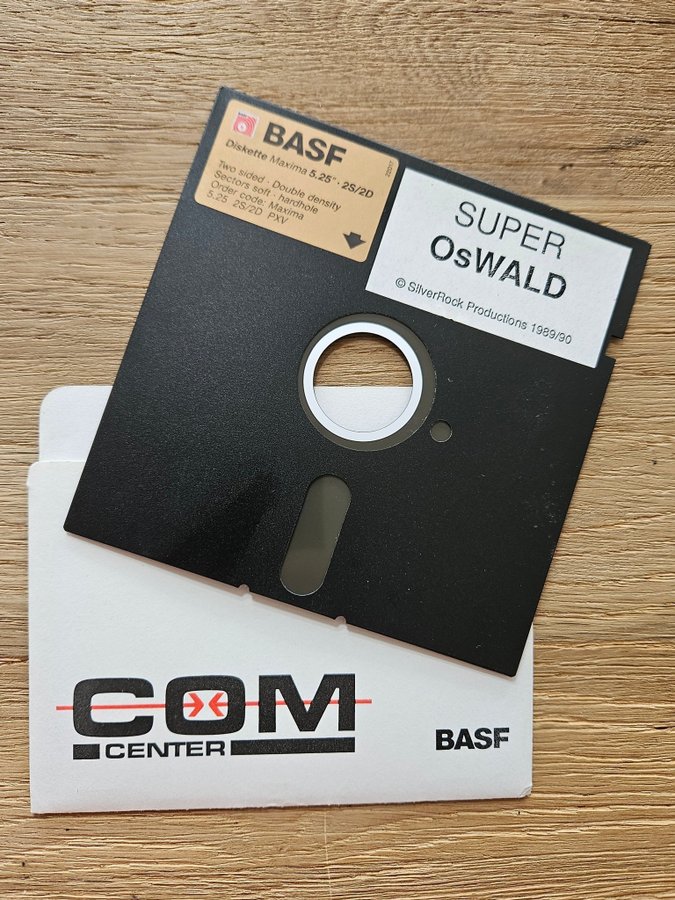 BASF
Diskette Maxima 5,25" · 2S/2D
Two sided · Double density
Sectors soft · hardhole
Order code: Maxima
5.25 2S/2D PXV
SUPER
OsWALD
© SilverRock Productions 1989/90
COM
CENTER
BASF